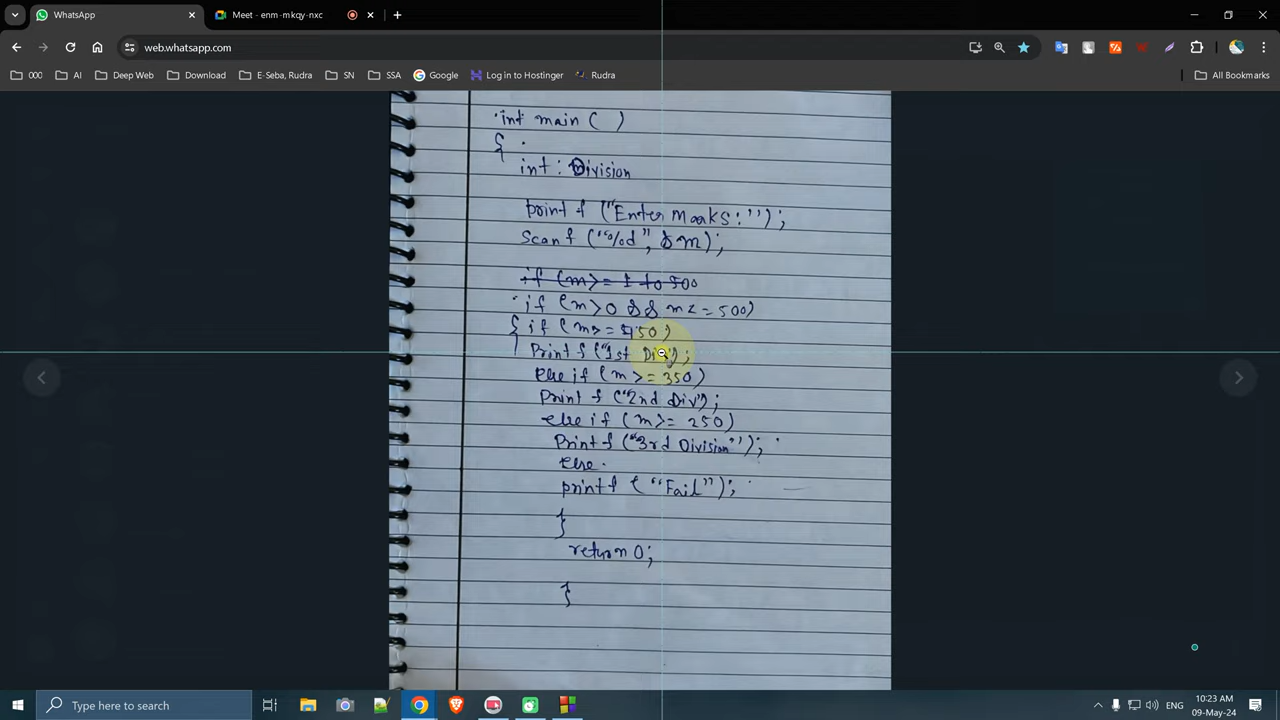 WhatsApp
Meet - enm-mkqy-nxc
web.whatsapp.com
000 AI Deep Web Download E-Seba, Rudra SN SSA Google Log in to Hostinger Rudra All Bookmarks
int main ( )
{
int : Division
printf ("Enter Marks:");
Scanf ("%d", &m);
if (m>= 1 to 500
if (m>0 && m<=500)
{ if (m>=450)
Printf ("1st Div");
else if (m>=350)
Printf ("2nd Div");
else if (m>= 250)
Printf ("3rd Division");
else
printf ("Fail");
}
return 0;
}
Type here to search
ENG
10:23 AM
09-May-24